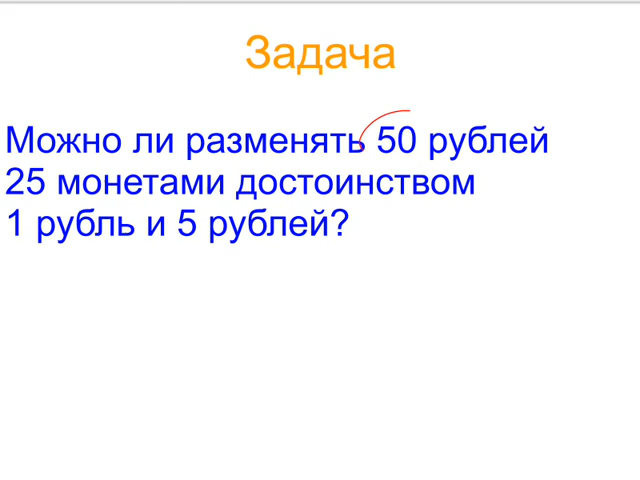 Задача
Можно ли разменять 50 рублей
25 монетами достоинством
1 рубль и 5 рублей?